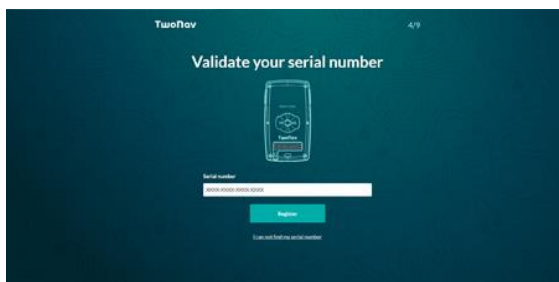 TwoNav
4/9
Validate your serial number
TwoNav
Serial number
XXXXX-XXXXX-XXXXX-XXXXX
Register
I can not find my serial number